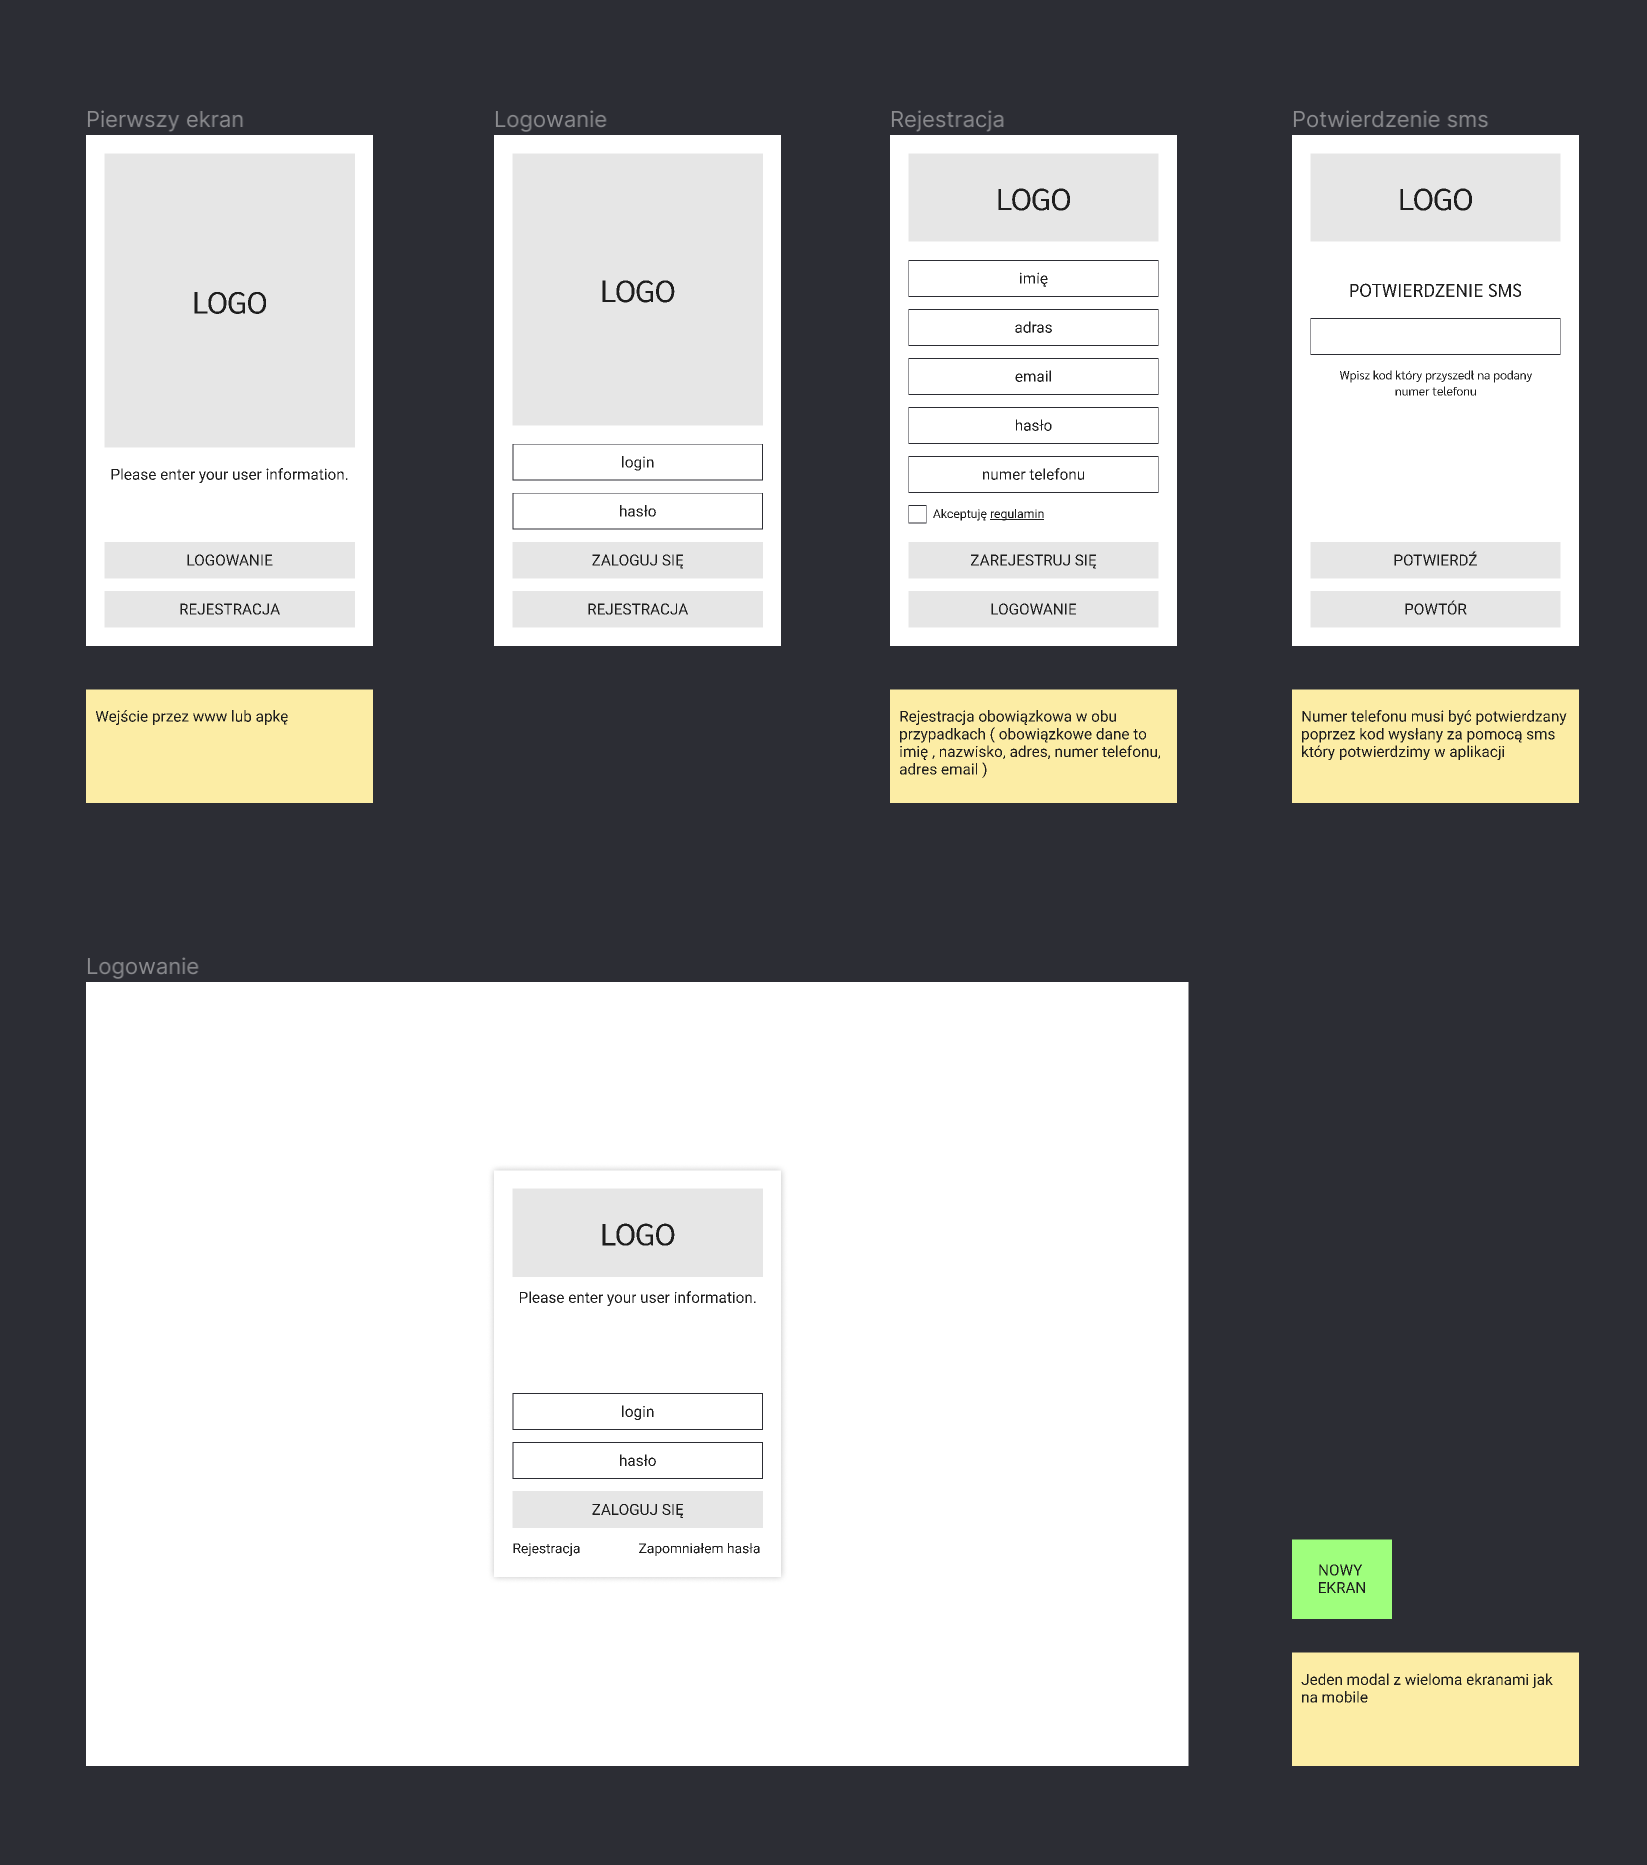 Pierwszy ekran
LOGO
Please enter your user information.
LOGOWANIE
REJESTRACJA
Wejście przez www lub apkę
Logowanie
LOGO
login
hasło
ZALOGUJ SIĘ
REJESTRACJA
Rejestracja
LOGO
imię
adras
email
hasło
numer telefonu
Akceptuję regulamin
ZAREJESTRUJ SIĘ
LOGOWANIE
Rejestracja obowiązkowa w obu
przypadkach ( obowiązkowe dane to
imię , nazwisko, adres, numer telefonu,
adres email )
Potwierdzenie sms
LOGO
POTWIERDZENIE SMS
Wpisz kod który przyszedł na podany
numer telefonu
POTWIERDŹ
POWTÓR
Numer telefonu musi być potwierdzany
poprzez kod wysłany za pomocą sms
który potwierdzimy w aplikacji
Logowanie
LOGO
Please enter your user information.
login
hasło
ZALOGUJ SIĘ
Rejestracja
Zapomniałem hasła
NOWY
EKRAN
Jeden modal z wieloma ekranami jak
na mobile